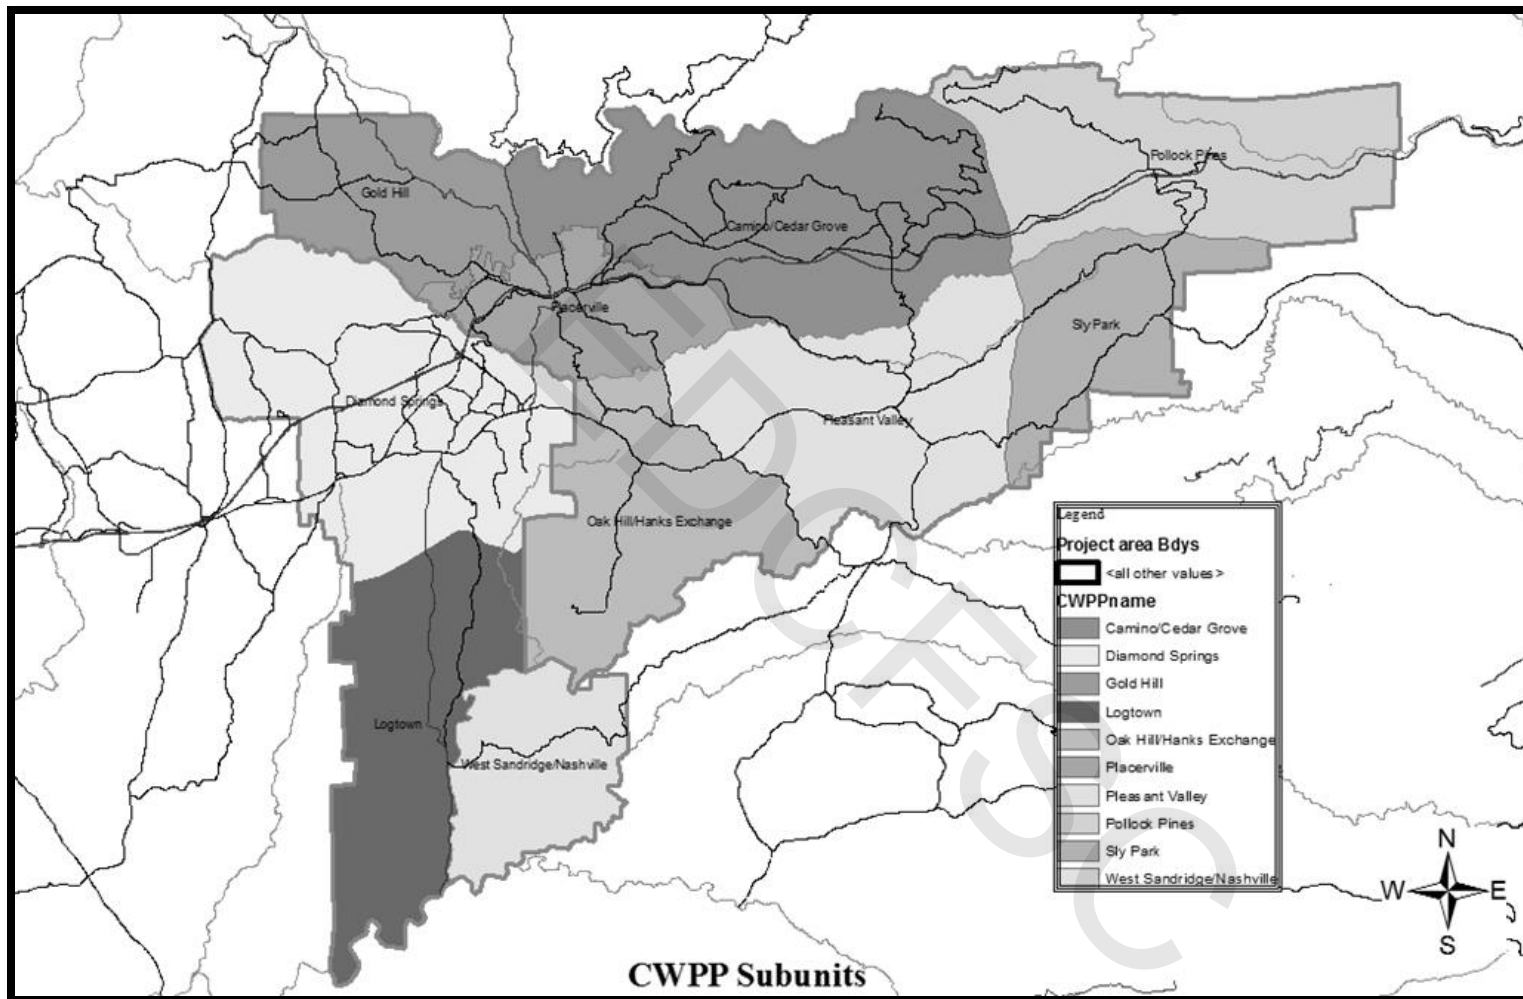 Pollock Pines
Gold Hill
Camino/Cedar Grove
Placerville
Sly Park
Diamond Springs
Pleasant Valley
Oak Hill/Hanks Exchange
Logtown
West Sandridge/Nashville
Legend
Project area Bdys
<all other values>
CWPPname
Camino/Cedar Grove
Diamond Springs
Gold Hill
Logtown
Oak Hill/Hanks Exchange
Placerville
Pleasant Valley
Pollock Pines
Sly Park
West Sandridge/Nashville
N
W E
S
CWPP Subunits
EDCFSC